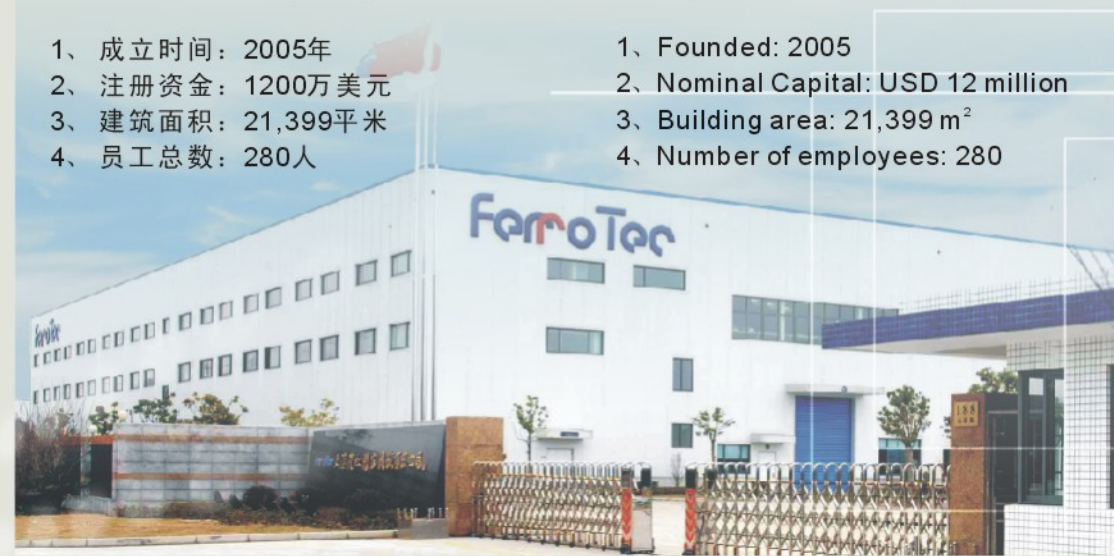 1、 成立时间：2005年
2、 注册资金：1200万美元
3、 建筑面积：21,399平米
4、 员工总数：280人
1、Founded: 2005
2、Nominal Capital: USD 12 million
3、Building area: 21,399 m²
4、Number of employees: 280
FerroTec
FerroTec
188